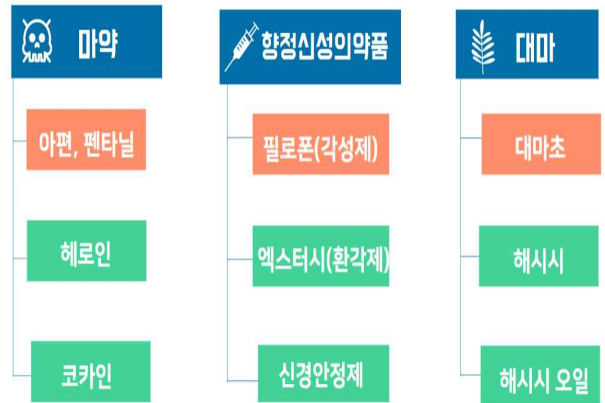 마약
아편, 펜타닐
헤로인
코카인
향정신성의약품
필로폰(각성제)
엑스터시(환각제)
신경안정제
대마
대마초
해시시
해시시 오일